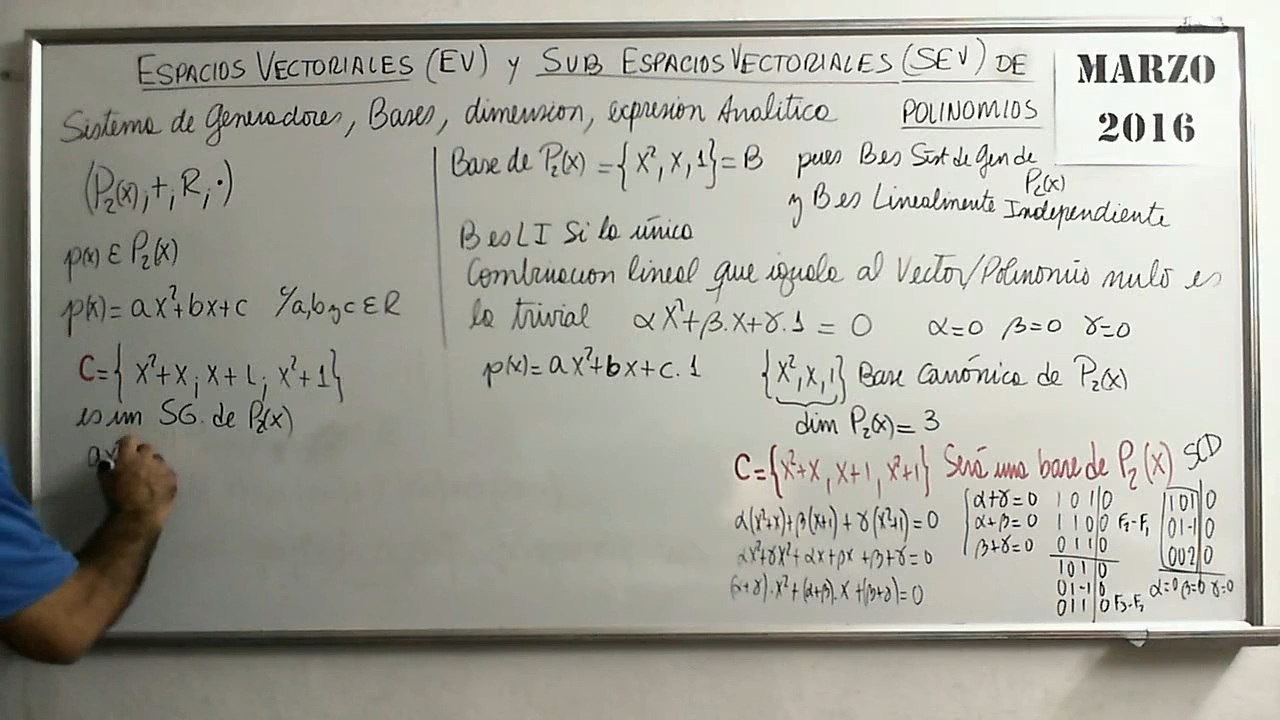 ESPACIOS VECTORIALES (EV) y SUB ESPACIOS VECTORIALES (SEV) DE
POLINOMIOS
MARZO
2016
Sistema de Generadores, Bases, dimension, expresion Analitica
(P₂(x), +, R, ·)
p(x) ∈ P₂(x)
p(x) = ax²+bx+c %a,b y c ∈ R
C={ x²+x; x+1; x²+1}
es un SG. de P₂(x)
ax²
Base de P₂(x) = {x², x, 1} = B pues B es Sist de Gen de
P₂(x)
y B es Linealmente Independiente
B es LI Si la única
Combinacion lineal que iguala al Vector/Polinomio nulo es
la trivial αx²+β.x+γ.1 = 0 α=0 β=0 γ=0
p(x) = ax²+bx+c.1 {x², x, 1} Base Canónica de P₂(x)
dim P₂(x) = 3
C={x²+x, x+1, x²+1} Será una base de P₂(x) SCD
α(x²+x)+β(x+1)+γ(x²+1)=0
αx²+γx²+αx+βx+β+γ=0
(α+γ).x²+(α+β).x+(β+γ)=0
α+γ=0
α+β=0
β+γ=0
1 0 1|0
1 1 0|0 F₂-F₁
0 1 1|0
1 0 1|0
0 1 -1|0
0 1 1|0 F₃-F₂
1 0 1|0
0 1 -1|0
0 0 2|0
α=0 β=0 γ=0